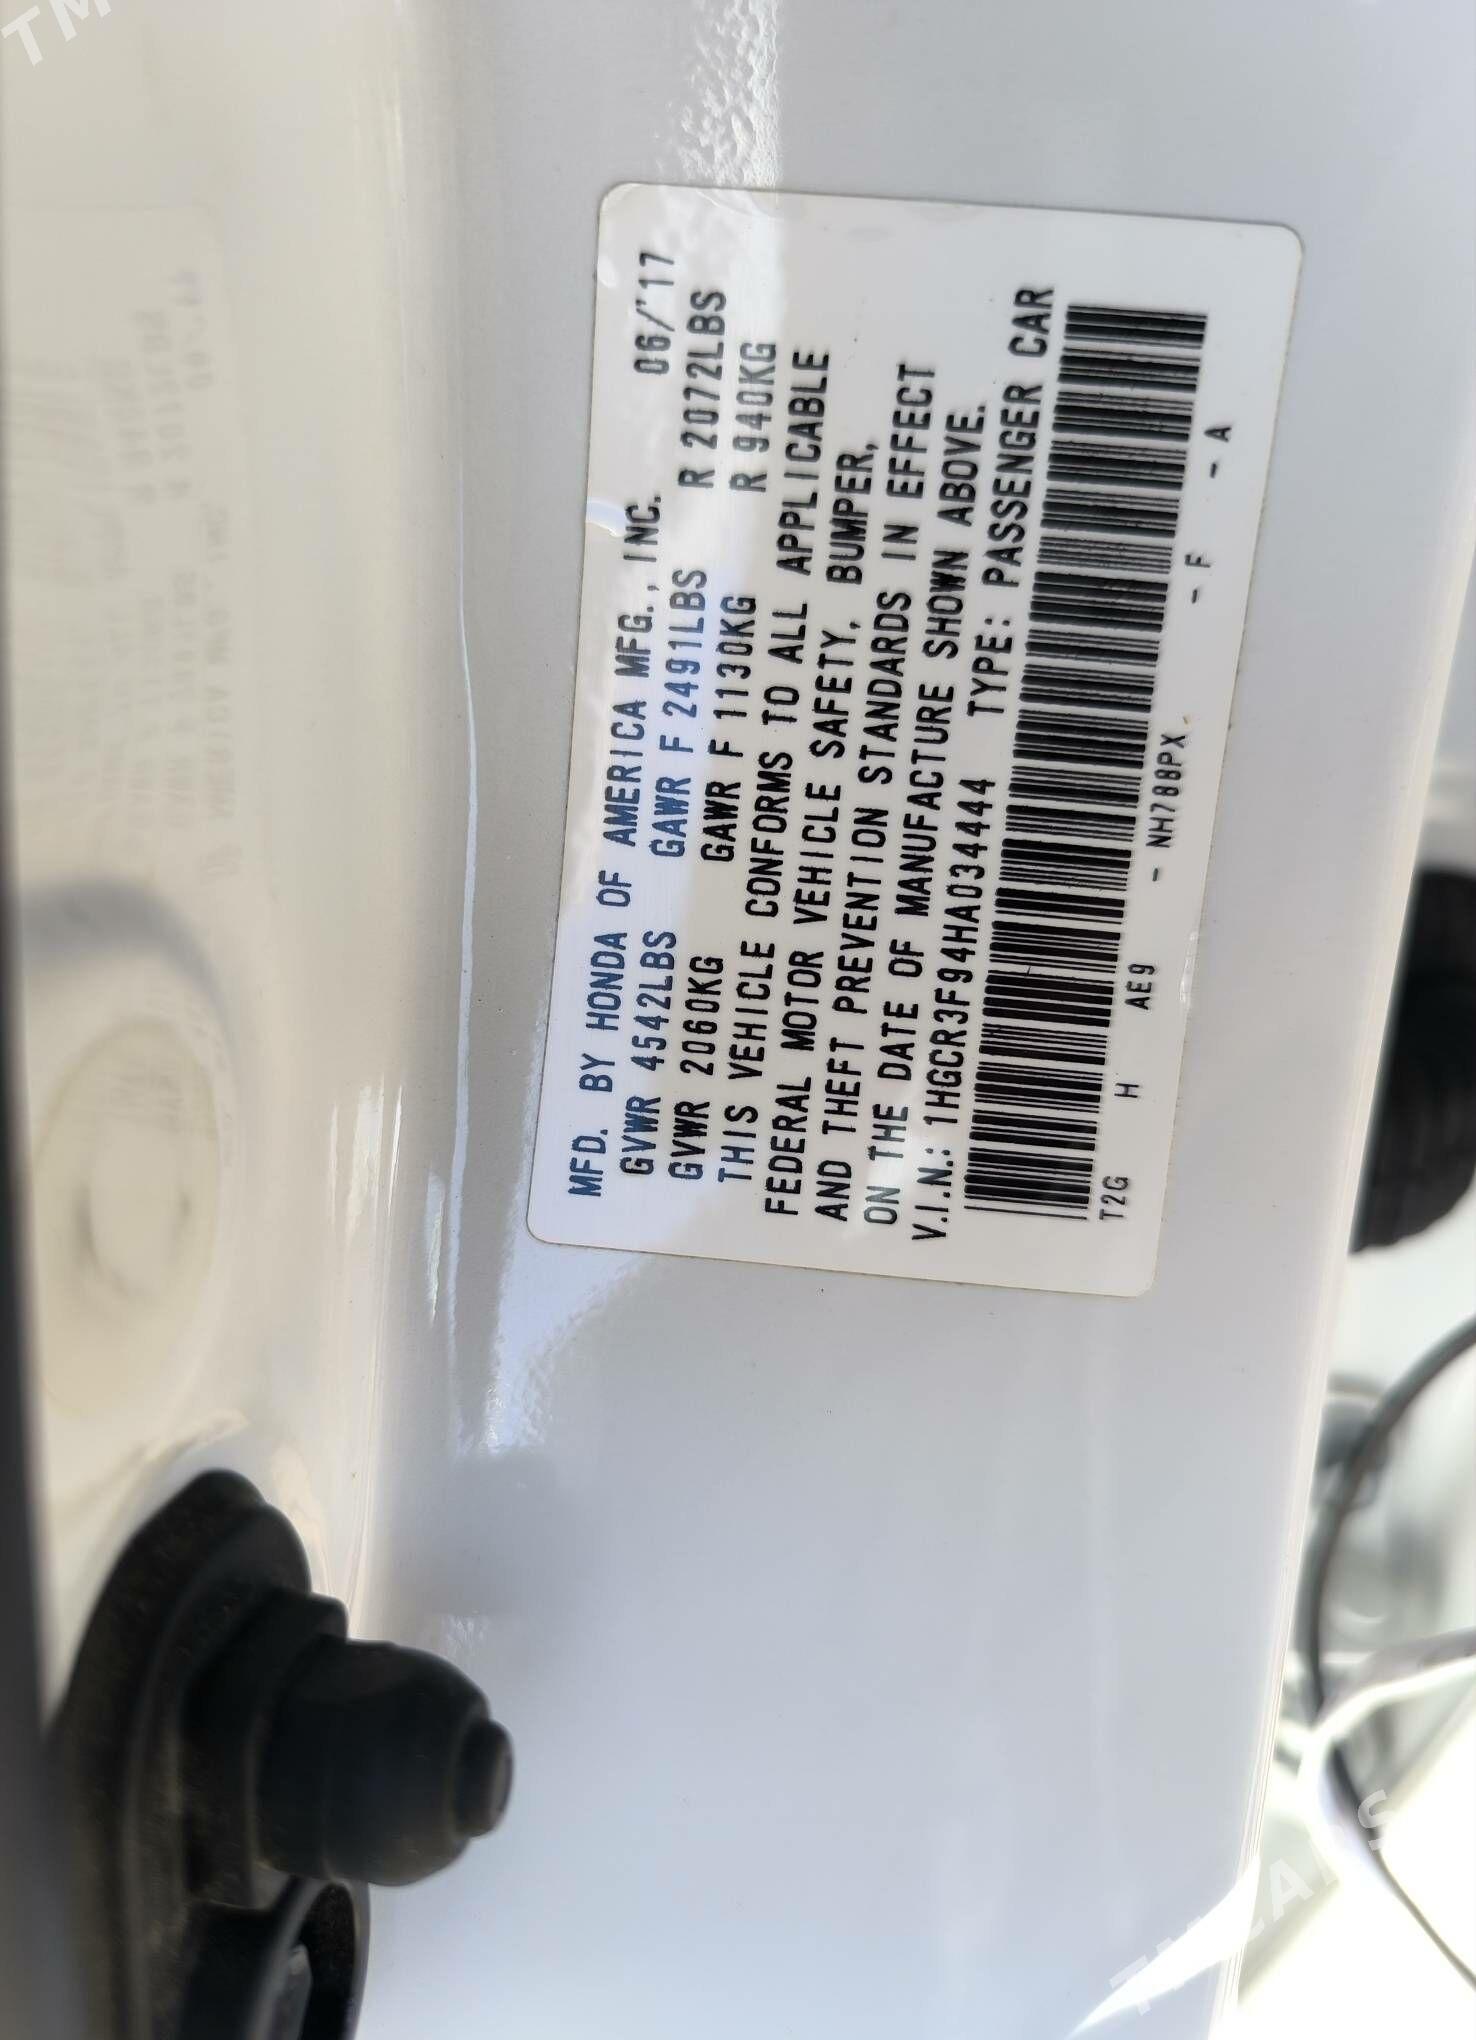 MFD. BY HONDA OF AMERICA MFG., INC. 06/'17
GVWR 4542LBS GAWR F 2491LBS R 2072LBS
GVWR 2060KG GAWR F 1130KG R 940KG
THIS VEHICLE CONFORMS TO ALL APPLICABLE
FEDERAL MOTOR VEHICLE SAFETY, BUMPER,
AND THEFT PREVENTION STANDARDS IN EFFECT
ON THE DATE OF MANUFACTURE SHOWN ABOVE.
V.I.N.: 1HGCR3F94HA034444 TYPE: PASSENGER CAR
T2G H AE9 - NH788PX - F - A
TMCARS